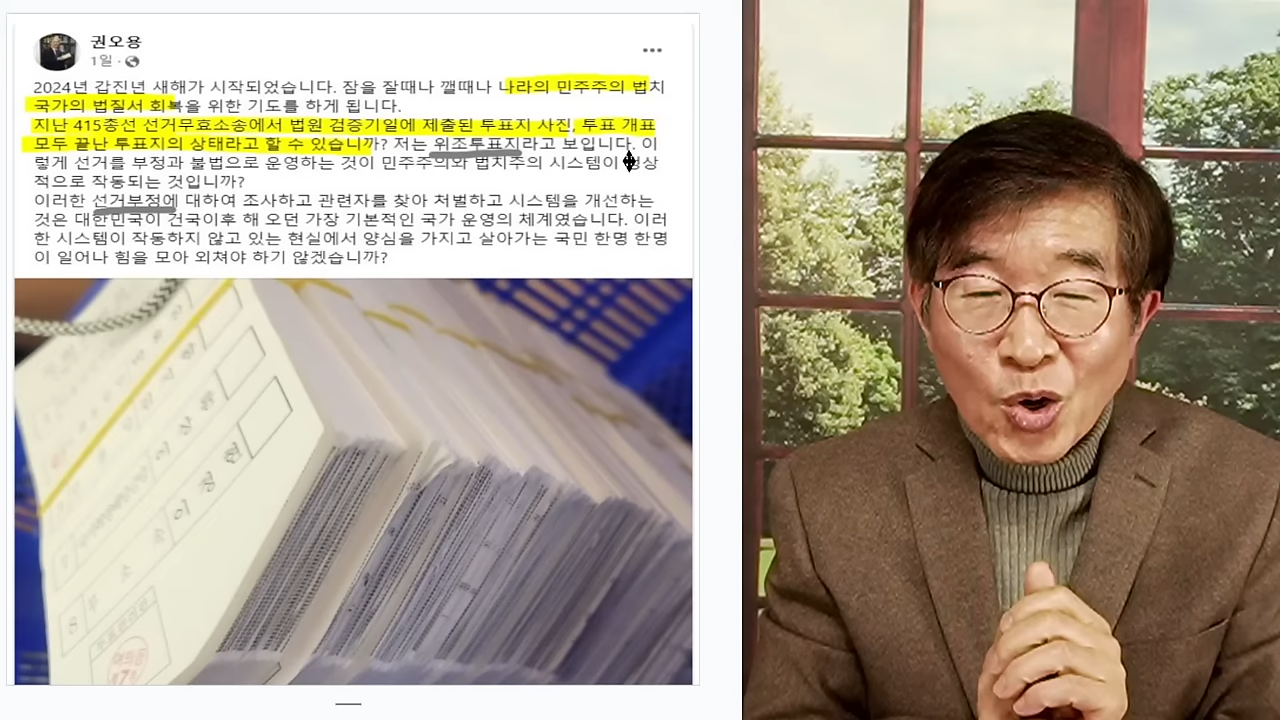 권오용
1일 ·
2024년 갑진년 새해가 시작되었습니다. 잠을 잘때나 깰때나 나라의 민주주의 법치
국가의 법질서 회복을 위한 기도를 하게 됩니다.
지난 415총선 선거무효소송에서 법원 검증기일에 제출된 투표지 사진, 투표 개표
모두 끝난 투표지의 상태라고 할 수 있습니까? 저는 위조투표지라고 보입니다. 이
렇게 선거를 부정과 불법으로 운영하는 것이 민주주의와 법치주의 시스템이 정상
적으로 작동되는 것입니까?
이러한 선거부정에 대하여 조사하고 관련자를 찾아 처벌하고 시스템을 개선하는
것은 대한민국이 건국이후 해 오던 가장 기본적인 국가 운영의 체계였습니다. 이러
한 시스템이 작동하지 않고 있는 현실에서 양심을 가지고 살아가는 국민 한명 한명
이 일어나 힘을 모아 외쳐야 하기 않겠습니까?